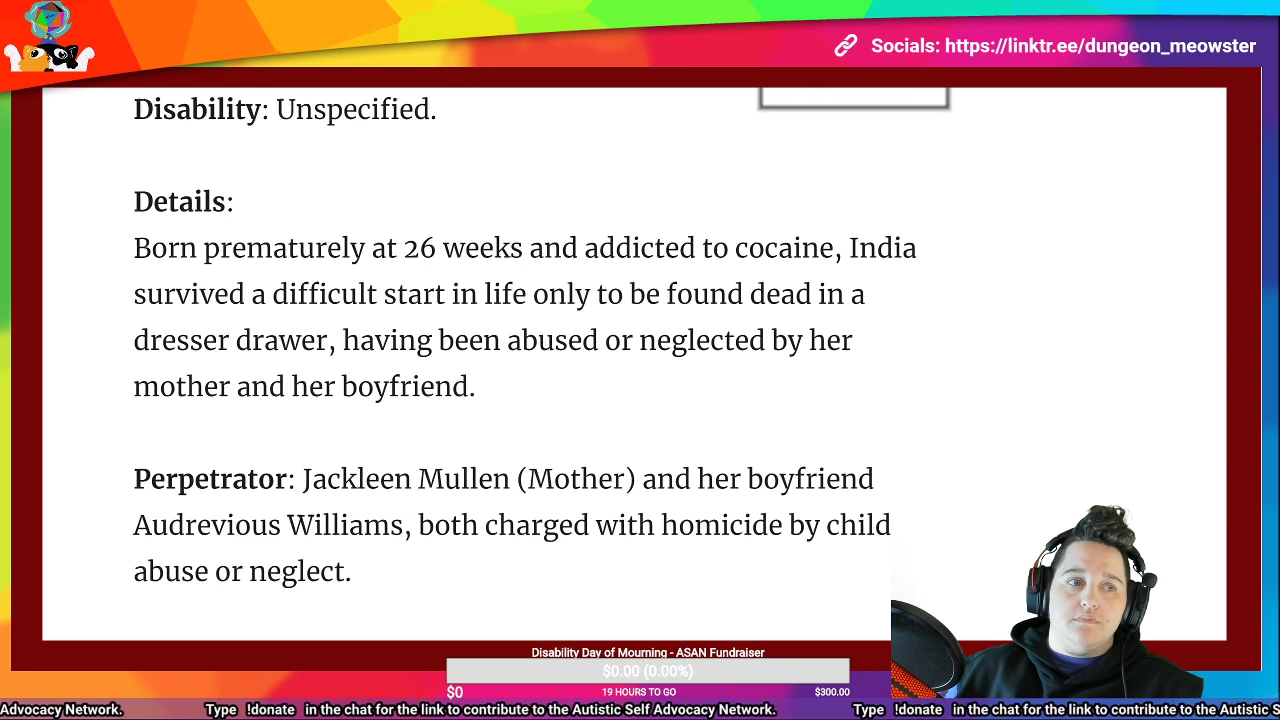 Socials: https://linktr.ee/dungeon_meowster
Disability: Unspecified.
Details:
Born prematurely at 26 weeks and addicted to cocaine, India
survived a difficult start in life only to be found dead in a
dresser drawer, having been abused or neglected by her
mother and her boyfriend.
Perpetrator: Jackleen Mullen (Mother) and her boyfriend
Audrevious Williams, both charged with homicide by child
abuse or neglect.
Disability Day of Mourning - ASAN Fundraiser
$0.00 (0.00%)
$0 19 HOURS TO GO $300.00
Advocacy Network. Type !donate in the chat for the link to contribute to the Autistic Self Advocacy Network. Type !donate in the chat for the link to contribute to the Autistic S